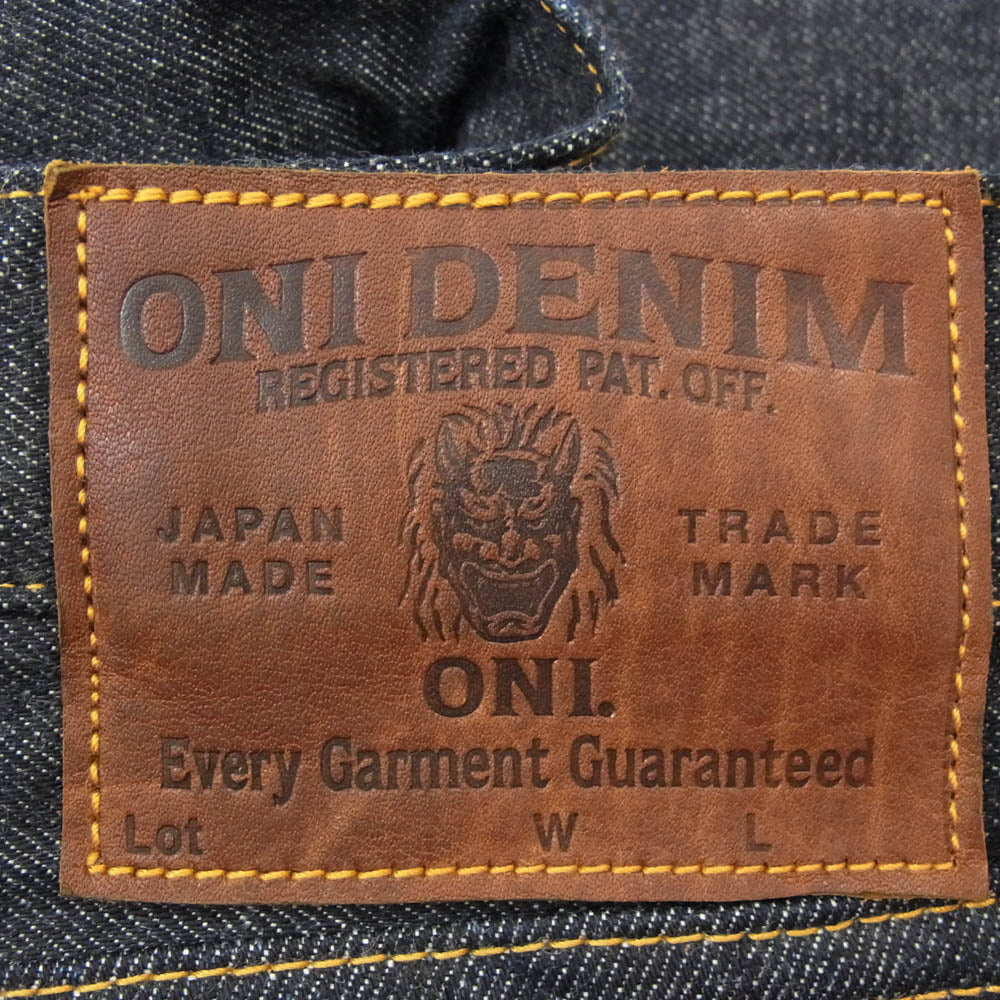 ONI DENIM
REGISTERED PAT. OFF.
JAPAN
MADE
TRADE
MARK
ONI.
Every Garment Guaranteed
Lot W L